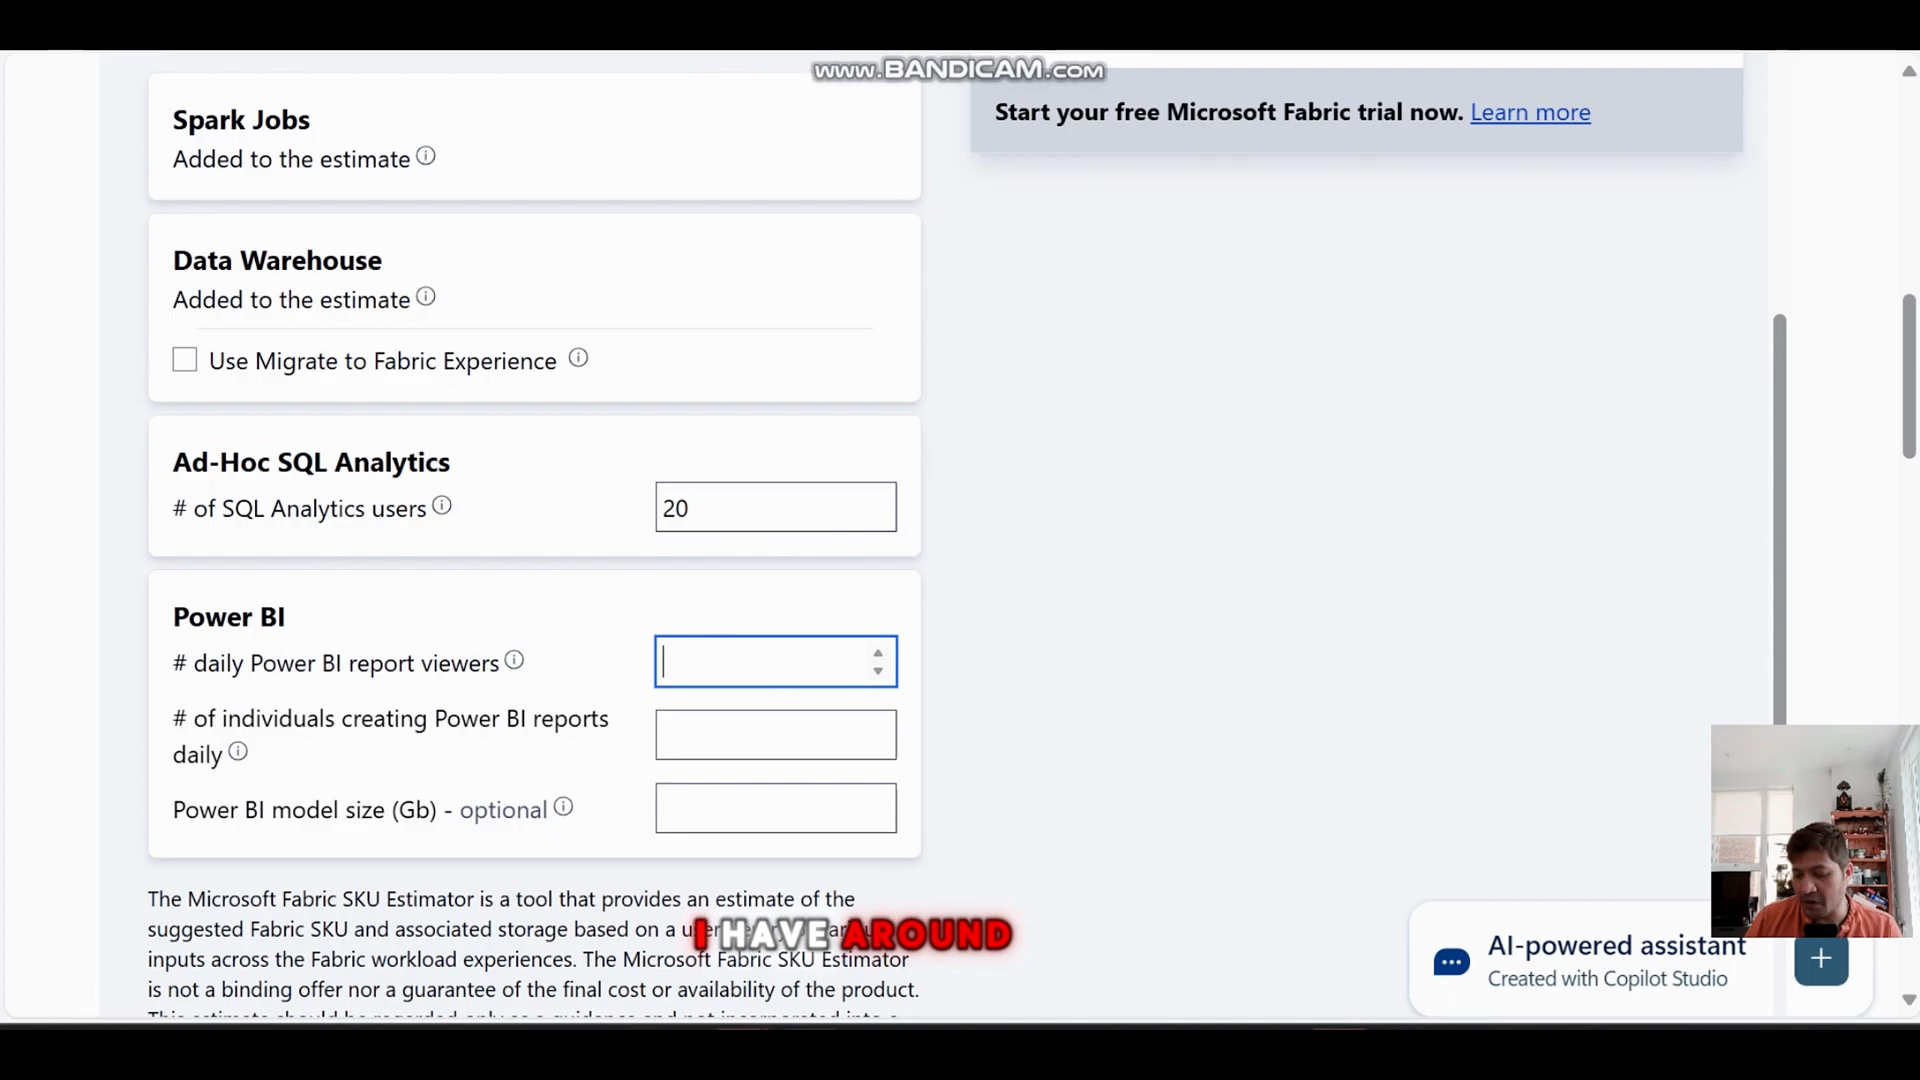 www.BANDICAM.com
Spark Jobs
Added to the estimate
Data Warehouse
Added to the estimate
Use Migrate to Fabric Experience
Ad-Hoc SQL Analytics
# of SQL Analytics users
20
Power BI
# daily Power BI report viewers
# of individuals creating Power BI reports
daily
Power BI model size (Gb) - optional
The Microsoft Fabric SKU Estimator is a tool that provides an estimate of the
suggested Fabric SKU and associated storage based on a
inputs across the Fabric workload experiences. The Microsoft Fabric SKU Estimator
is not a binding offer nor a guarantee of the final cost or availability of the product.
I HAVE AROUND
Start your free Microsoft Fabric trial now. Learn more
AI-powered assistant
Created with Copilot Studio